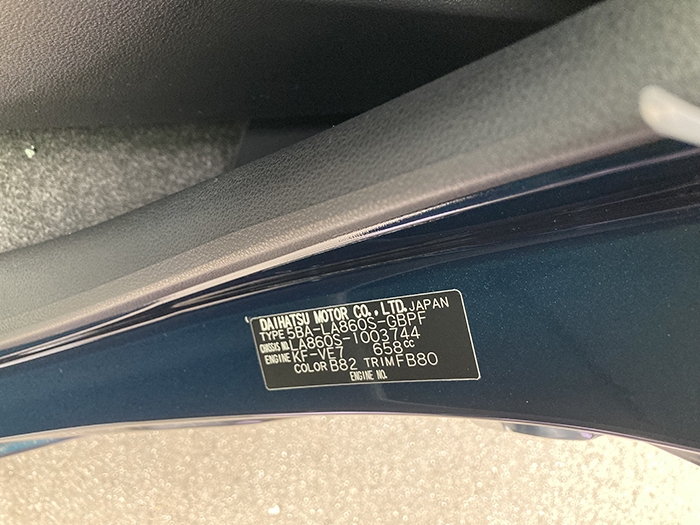 DAIHATSU MOTOR CO., LTD. JAPAN
TYPE 5BA-LA860S-GBPF
CHASSIS NO. LA860S-1003744
ENGINE KF-VE7 658cc
COLOR B82 TRIM FB80
ENGINE NO.